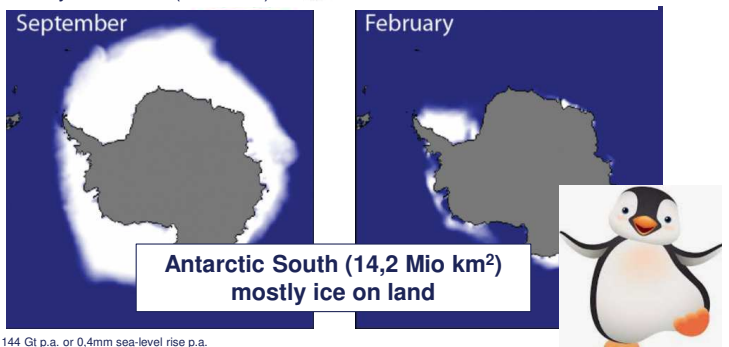 September
February
Antarctic South (14,2 Mio km²)
mostly ice on land
144 Gt p.a. or 0,4mm sea-level rise p.a.